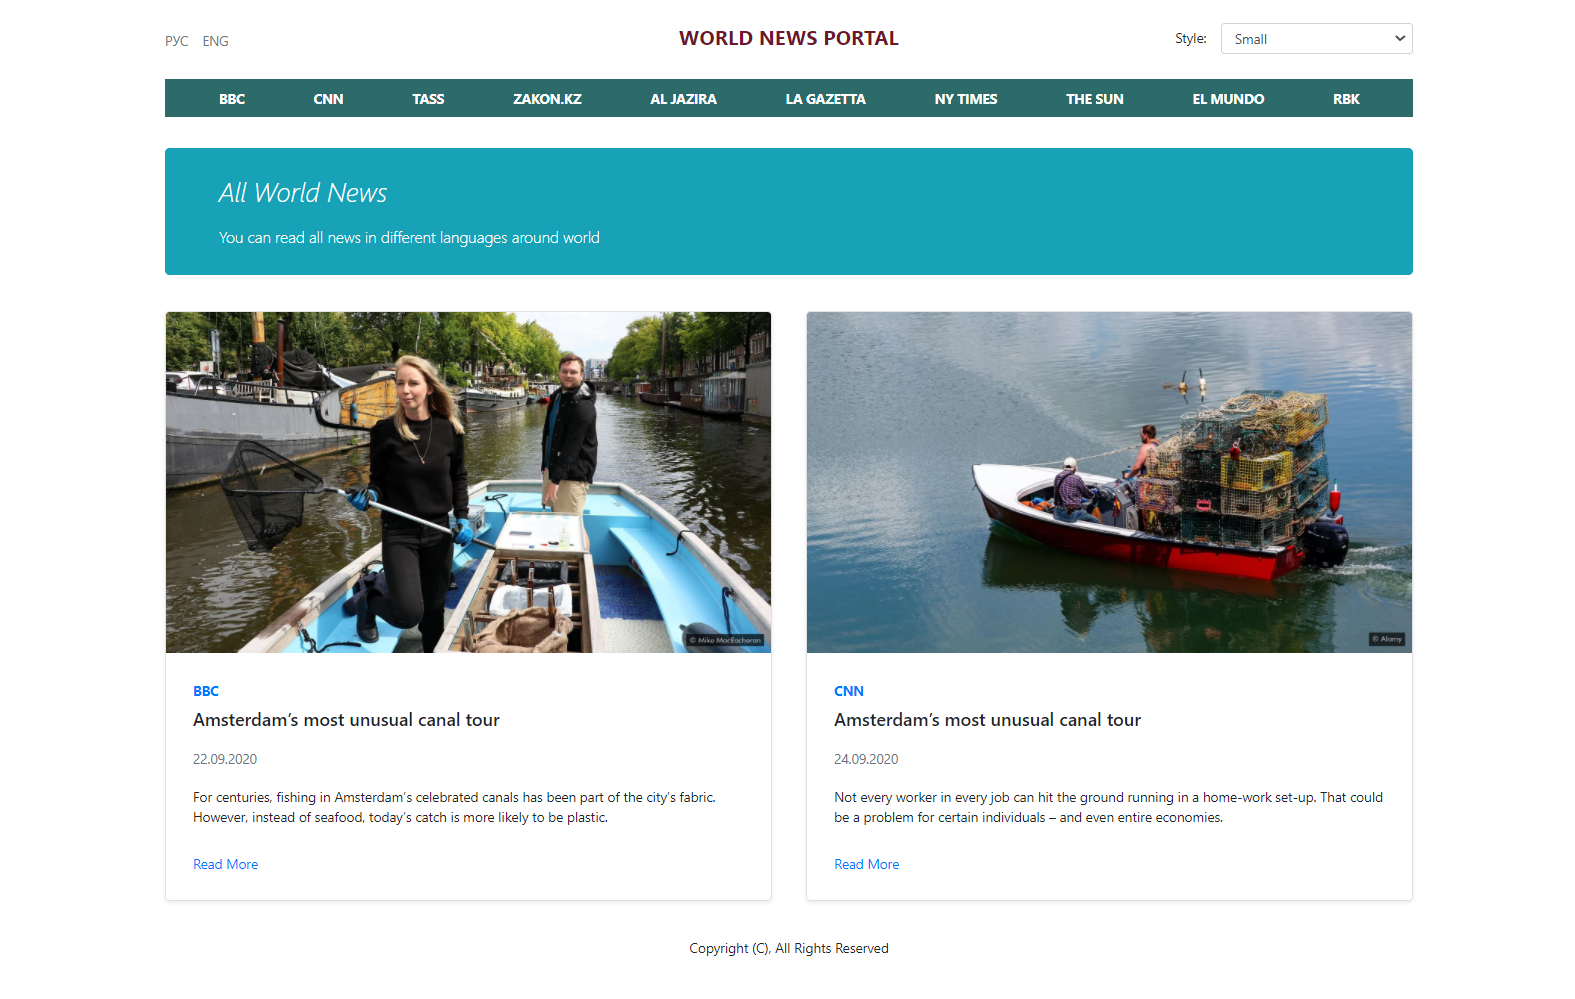 РУС ENG
WORLD NEWS PORTAL
Style: Small
BBC CNN TASS ZAKON.KZ AL JAZIRA LA GAZETTA NY TIMES THE SUN EL MUNDO RBK
All World News
You can read all news in different languages around world
© Mike MacEacheran
© Alamy
BBC
Amsterdam’s most unusual canal tour
22.09.2020
For centuries, fishing in Amsterdam’s celebrated canals has been part of the city’s fabric.
However, instead of seafood, today’s catch is more likely to be plastic.
Read More
CNN
Amsterdam’s most unusual canal tour
24.09.2020
Not every worker in every job can hit the ground running in a home-work set-up. That could
be a problem for certain individuals – and even entire economies.
Read More
Copyright (C), All Rights Reserved